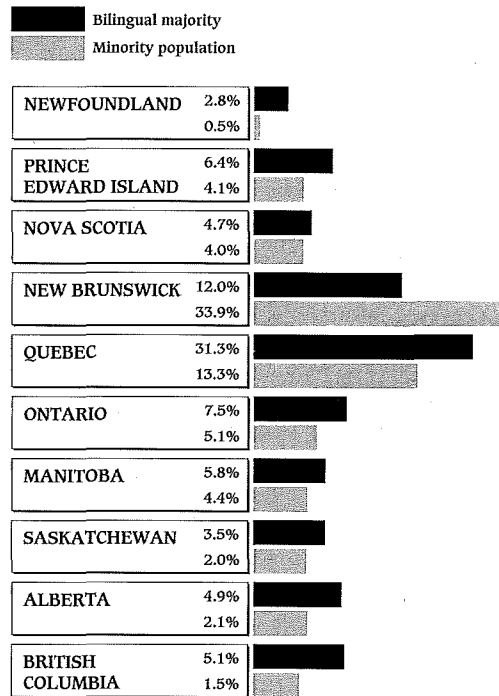 Bilingual majority
Minority population
NEWFOUNDLAND 2.8%
0.5%
PRINCE 6.4%
EDWARD ISLAND 4.1%
NOVA SCOTIA 4.7%
4.0%
NEW BRUNSWICK 12.0%
33.9%
QUEBEC 31.3%
13.3%
ONTARIO 7.5%
5.1%
MANITOBA 5.8%
4.4%
SASKATCHEWAN 3.5%
2.0%
ALBERTA 4.9%
2.1%
BRITISH 5.1%
COLUMBIA 1.5%